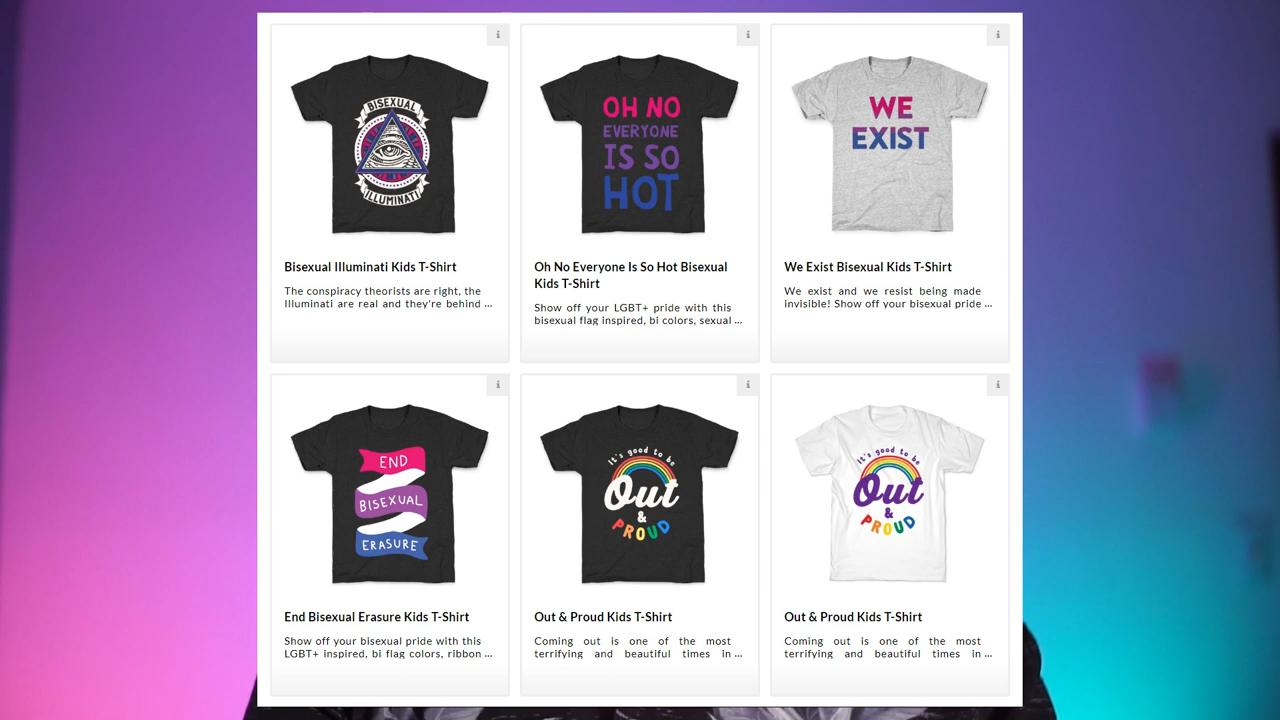 BISEXUAL
ILLUMINATI
Bisexual Illuminati Kids T-Shirt
The conspiracy theorists are right, the
Illuminati are real and they're behind ...
OH NO
EVERYONE
IS SO
HOT
Oh No Everyone Is So Hot Bisexual
Kids T-Shirt
Show off your LGBT+ pride with this
bisexual flag inspired, bi colors, sexual ...
WE
EXIST
We Exist Bisexual Kids T-Shirt
We exist and we resist being made
invisible! Show off your bisexual pride ...
END
BISEXUAL
ERASURE
End Bisexual Erasure Kids T-Shirt
Show off your bisexual pride with this
LGBT+ inspired, bi flag colors, ribbon ...
It's good to be
Out
&
PROUD
Out & Proud Kids T-Shirt
Coming out is one of the most
terrifying and beautiful times in ...
It's good to be
Out
&
PROUD
Out & Proud Kids T-Shirt
Coming out is one of the most
terrifying and beautiful times in ...